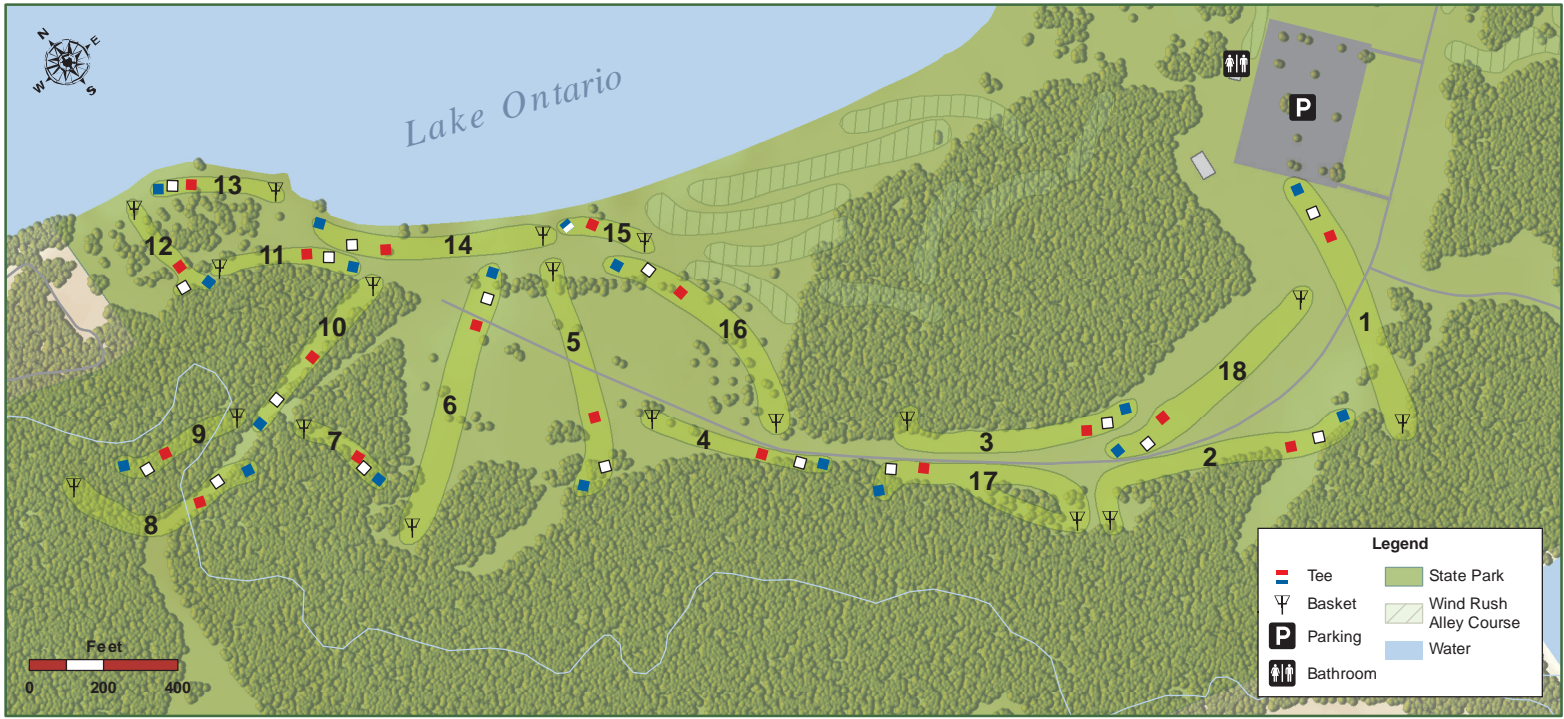 N
E
W
S
Lake Ontario
P
13
12
11
14
15
10
16
5
1
6
18
9
7
4
3
2
17
8
Legend
Tee
Basket
P
Parking
Bathroom
State Park
Wind Rush
Alley Course
Water
Feet
0 200 400